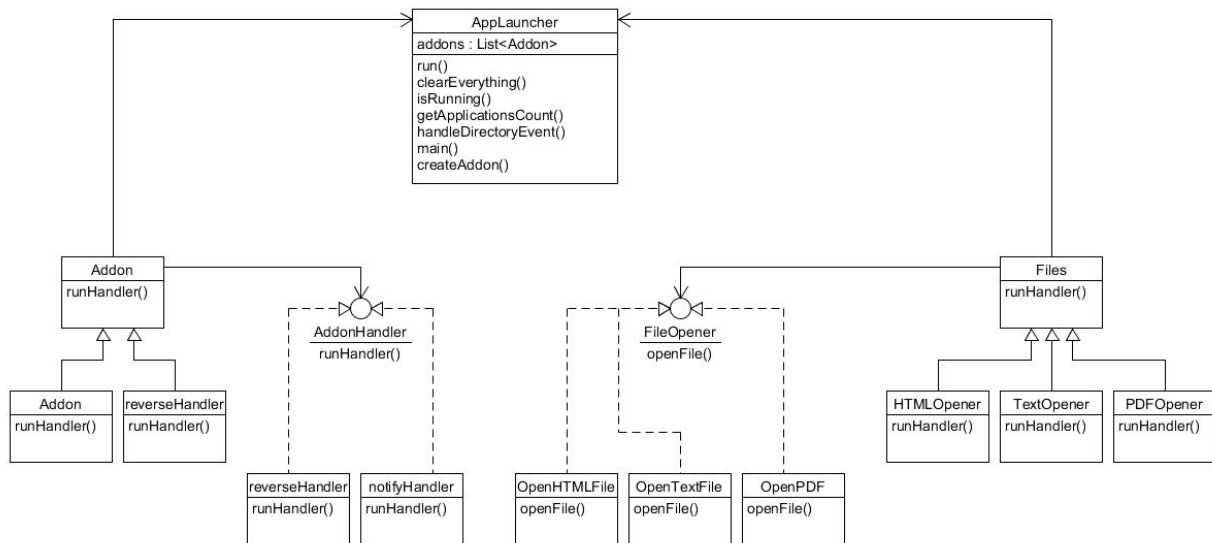 AppLauncher
addons : List<Addon>
run()
clearEverything()
isRunning()
getApplicationsCount()
handleDirectoryEvent()
main()
createAddon()
Addon
runHandler()
Files
runHandler()
AddonHandler
runHandler()
FileOpener
openFile()
Addon
runHandler()
reverseHandler
runHandler()
HTMLOpener
runHandler()
TextOpener
runHandler()
PDFOpener
runHandler()
reverseHandler
runHandler()
notifyHandler
runHandler()
OpenHTMLFile
openFile()
OpenTextFile
openFile()
OpenPDF
openFile()